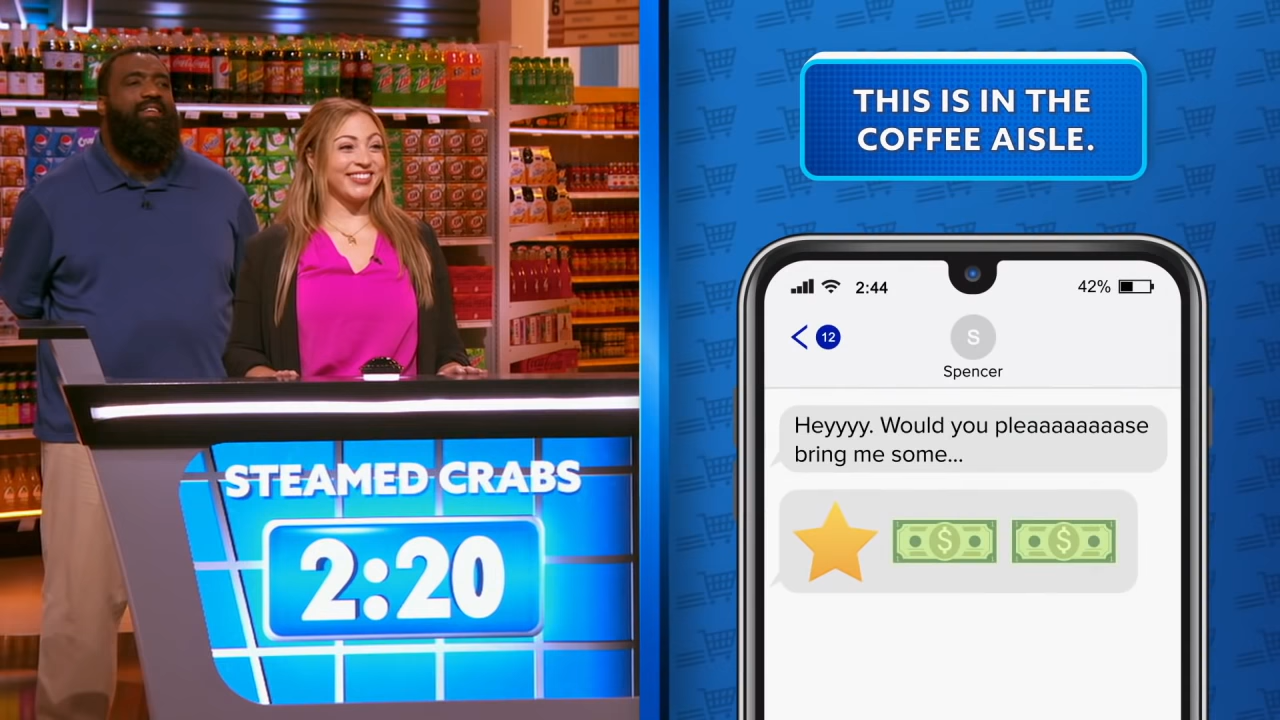 STEAMED CRABS
2:20
THIS IS IN THE
COFFEE AISLE.
2:44
42%
12
S
Spencer
Heyyyy. Would you pleaaaaaaaase
bring me some...